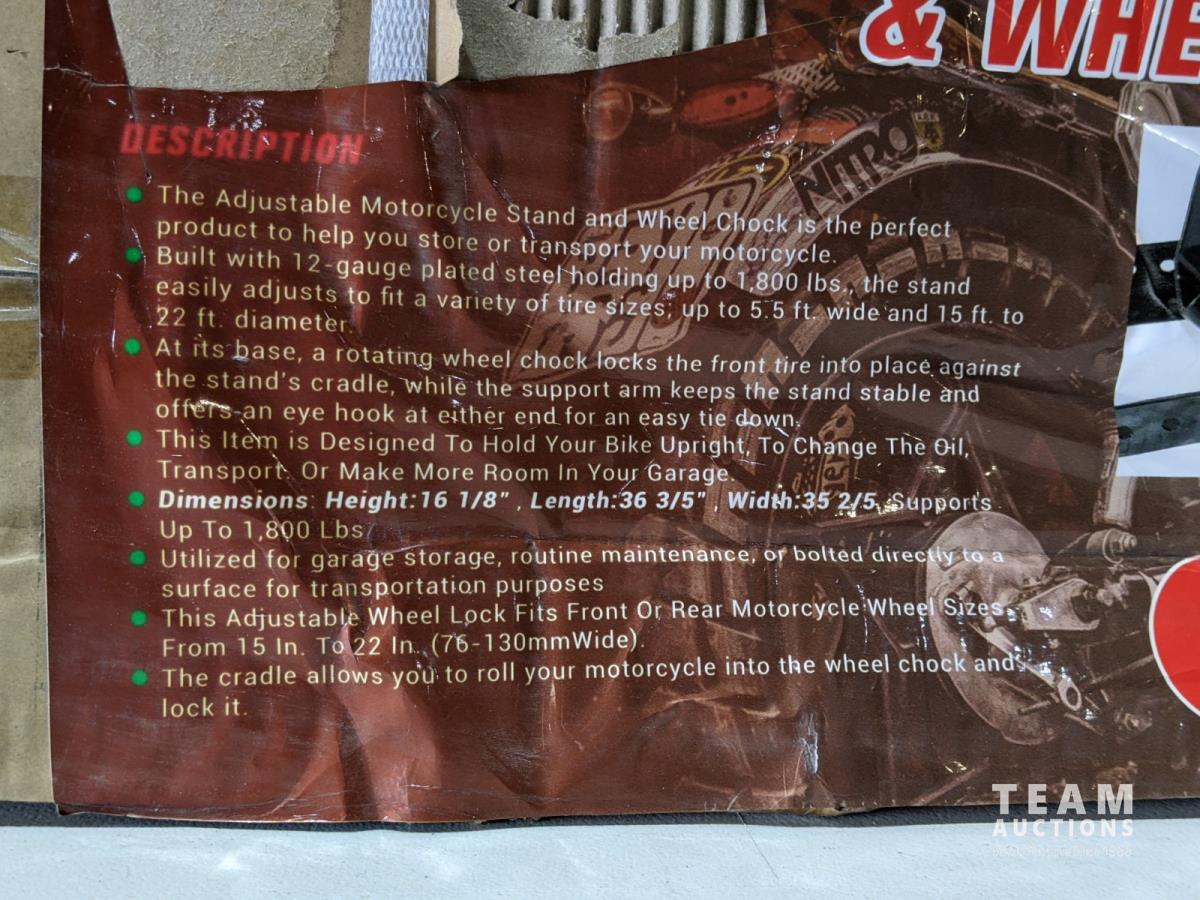 & WHE
DESCRIPTION
The Adjustable Motorcycle Stand and Wheel Chock is the perfect
product to help you store or transport your motorcycle.
Built with 12-gauge plated steel holding up to 1,800 lbs., the stand
easily adjusts to fit a variety of tire sizes, up to 5.5 ft. wide and 15 ft. to
22 ft. diameter.
At its base, a rotating wheel chock locks the front tire into place against
the stand's cradle, while the support arm keeps the stand stable and
offers an eye hook at either end for an easy tie down.
This Item is Designed To Hold Your Bike Upright, To Change The Oil,
Transport Or Make More Room In Your Garage.
Dimensions: Height:16 1/8", Length:36 3/5", Width:35 2/5, Supports
Up To 1,800 Lbs
Utilized for garage storage, routine maintenance, or bolted directly to a
surface for transportation purposes
This Adjustable Wheel Lock Fits Front Or Rear Motorcycle Wheel Sizes
From 15 In. To 22 In. (76-130mmWide).
The cradle allows you to roll your motorcycle into the wheel chock and
lock it.
NITRO
TEAM
AUCTIONS